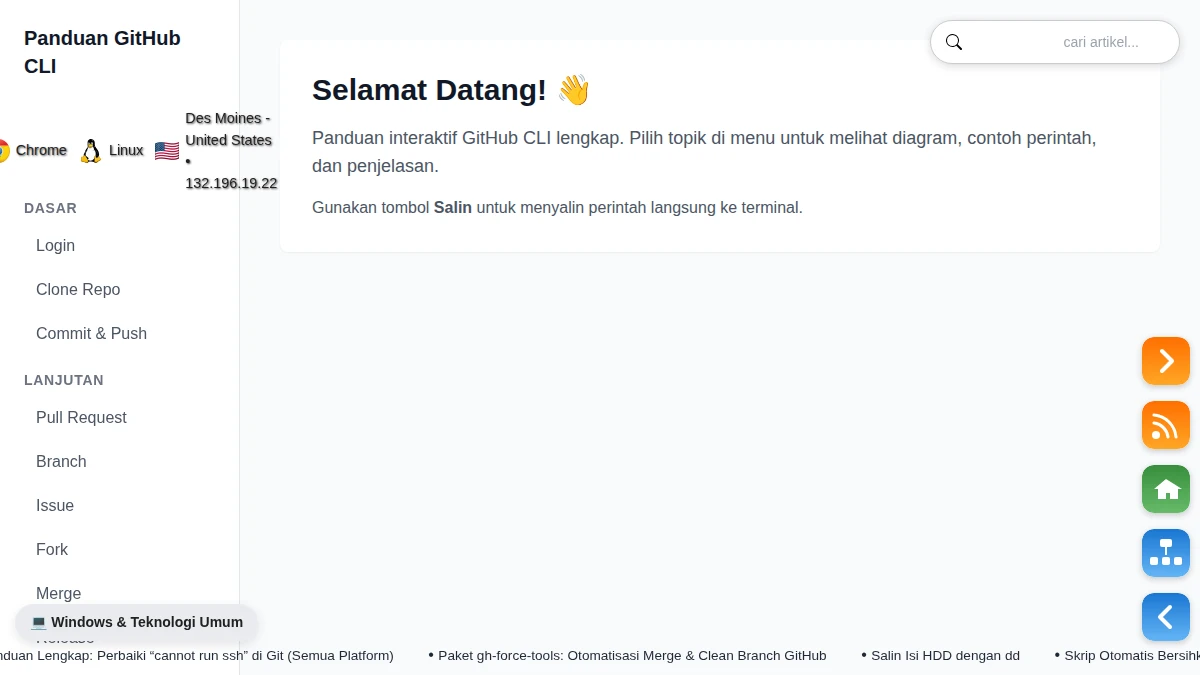 Panduan GitHub
CLI
Chrome
Linux
Des Moines -
United States
•
132.196.19.22
DASAR
Login
Clone Repo
Commit & Push
LANJUTAN
Pull Request
Branch
Issue
Fork
Merge
💻 Windows & Teknologi Umum
cari artikel...
Selamat Datang! 👋
Panduan interaktif GitHub CLI lengkap. Pilih topik di menu untuk melihat diagram, contoh perintah,
dan penjelasan.
Gunakan tombol Salin untuk menyalin perintah langsung ke terminal.
Lengkap: Perbaiki “cannot run ssh” di Git (Semua Platform) • Paket gh-force-tools: Otomatisasi Merge & Clean Branch GitHub • Salin Isi HDD dengan dd • Skrip Otomatis